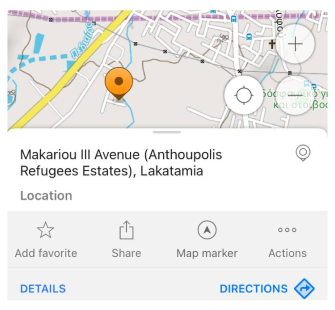 Makariou III Avenue (Anthoupolis
Refugees Estates), Lakatamia
Location
Add favorite
Share
Map marker
Actions
DETAILS
DIRECTIONS